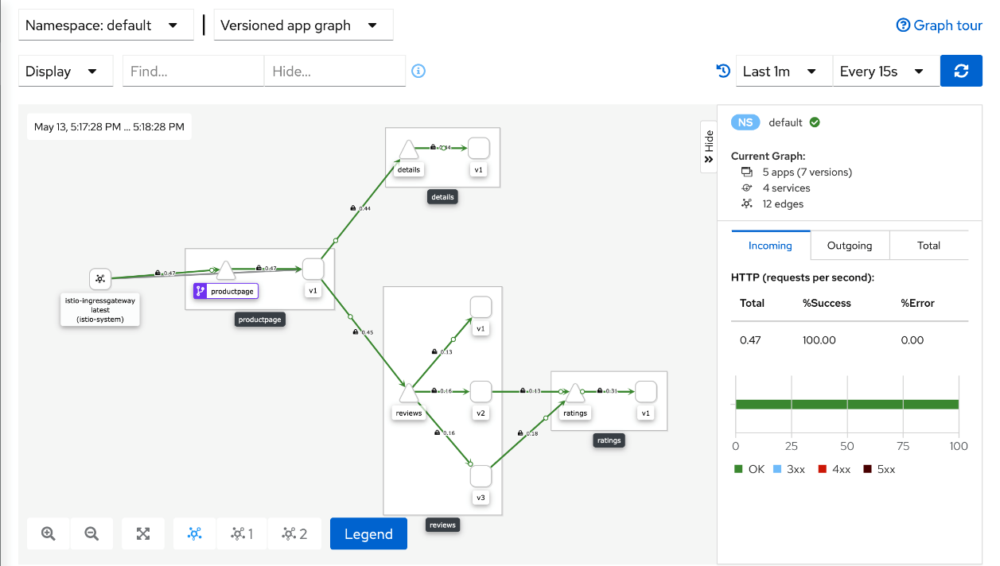 Namespace: default
Versioned app graph
Graph tour
Display
Find...
Hide...
Last 1m
Every 15s
May 13, 5:17:28 PM ... 5:18:28 PM
Hide
NS default
Current Graph:
5 apps (7 versions)
4 services
12 edges
Incoming
Outgoing
Total
HTTP (requests per second):
Total %Success %Error
0.47 100.00 0.00
0 25 50 75 100
OK 3xx 4xx 5xx
0.44
details
v1
details
0.44
0.47
0.47
istio-ingressgateway
latest
(istio-system)
productpage
v1
productpage
0.45
v1
0.13
0.16
reviews
v2
0.16
v3
reviews
0.13
0.31
ratings
v1
0.18
ratings
1
2
Legend